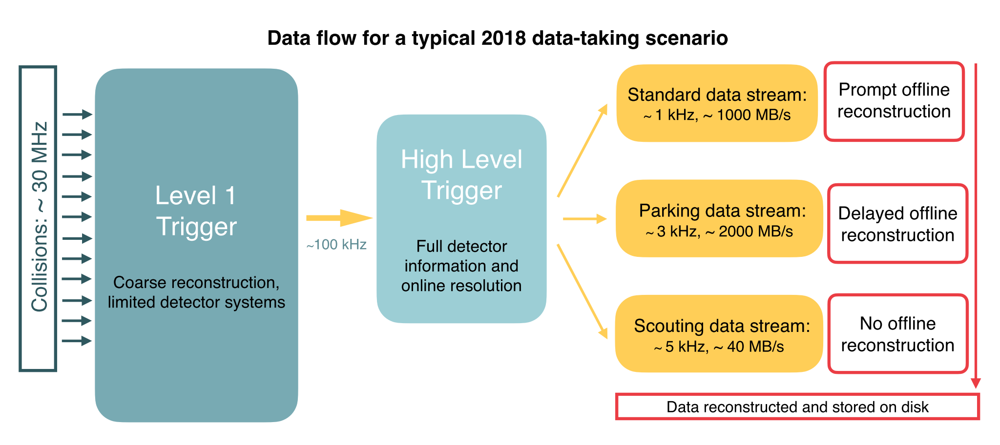 Data flow for a typical 2018 data-taking scenario
Collisions: ~ 30 MHz
Level 1
Trigger
Coarse reconstruction,
limited detector systems
~100 kHz
High Level
Trigger
Full detector
information and
online resolution
Standard data stream:
~ 1 kHz, ~ 1000 MB/s
Prompt offline
reconstruction
Parking data stream:
~ 3 kHz, ~ 2000 MB/s
Delayed offline
reconstruction
Scouting data stream:
~ 5 kHz, ~ 40 MB/s
No offline
reconstruction
Data reconstructed and stored on disk